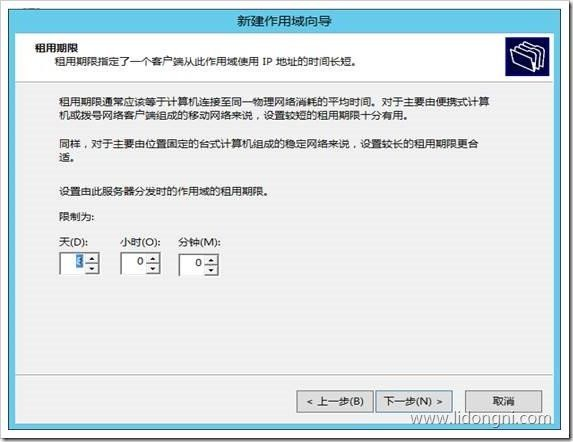 新建作用域向导
租用期限
租用期限指定了一个客户端从此作用域使用 IP 地址的时间长短。
租用期限通常应该等于计算机连接至同一物理网络消耗的平均时间。对于主要由便携式计算
机或拨号网络客户端组成的移动网络来说，设置较短的租用期限十分有用。
同样，对于主要由位置固定的台式计算机组成的稳定网络来说，设置较长的租用期限更合
适。
设置由此服务器分发时的作用域的租用期限。
限制为:
天(D): 小时(O): 分钟(M):
0 0
< 上一步(B) 下一步(N) > 取消
www.lidongni.com